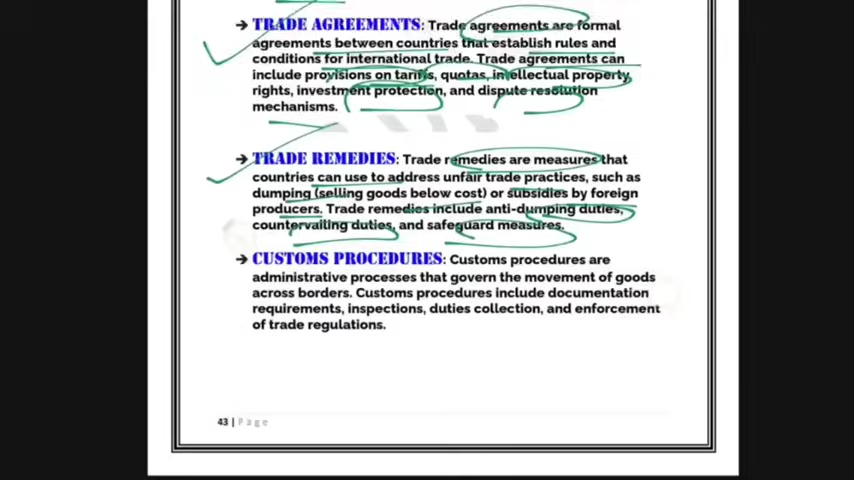 → TRADE AGREEMENTS: Trade agreements are formal
agreements between countries that establish rules and
conditions for international trade. Trade agreements can
include provisions on tariffs, quotas, intellectual property
rights, investment protection, and dispute resolution
mechanisms.
→ TRADE REMEDIES: Trade remedies are measures that
countries can use to address unfair trade practices, such as
dumping (selling goods below cost) or subsidies by foreign
producers. Trade remedies include anti-dumping duties,
countervailing duties, and safeguard measures.
→ CUSTOMS PROCEDURES: Customs procedures are
administrative processes that govern the movement of goods
across borders. Customs procedures include documentation
requirements, inspections, duties collection, and enforcement
of trade regulations.
43 | Page